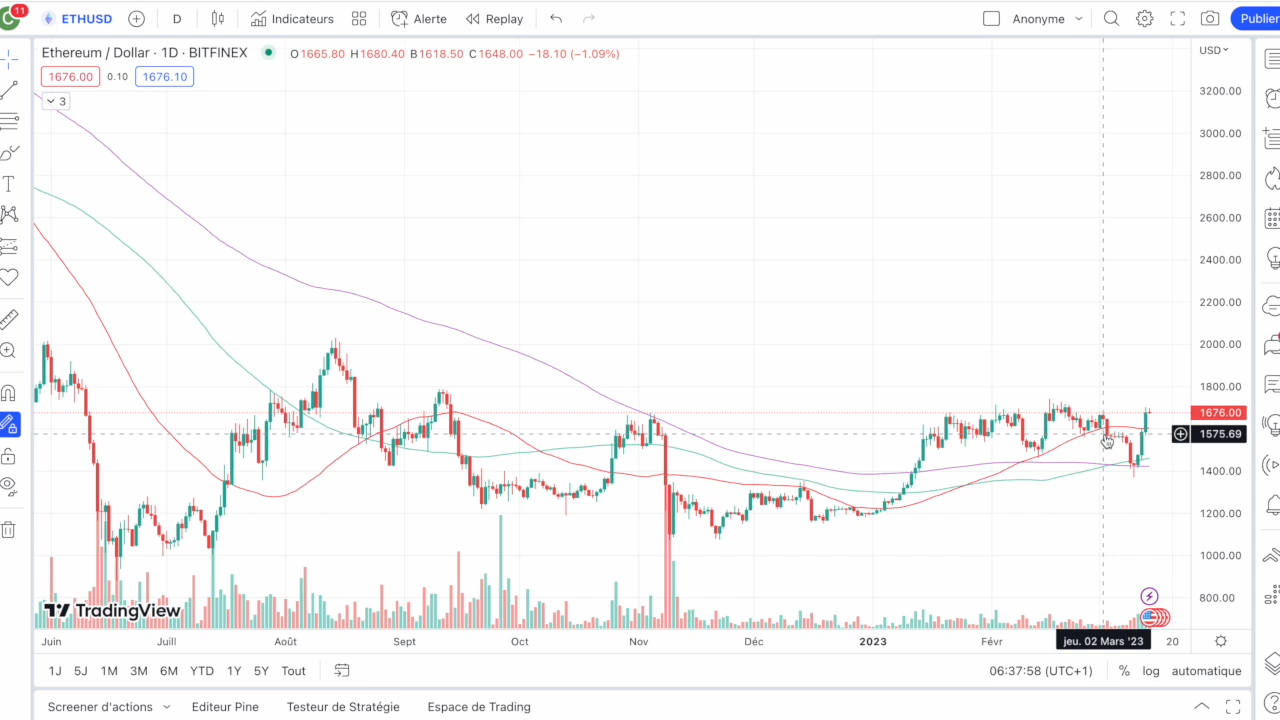 C 11 ETHUSD D Indicateurs Alerte Replay Anonyme Publier
Ethereum / Dollar · 1D · BITFINEX O1665.80 H1680.40 B1618.50 C1648.00 −18.10 (−1.09%) USD
1676.00 0.10 1676.10
3
3200.00
3000.00
2800.00
2600.00
2400.00
2200.00
2000.00
1800.00
1676.00
1575.69
1400.00
1200.00
1000.00
800.00
TradingView
Juin Juill Août Sept Oct Nov Déc 2023 Févr jeu. 02 Mars '23 20
1J 5J 1M 3M 6M YTD 1Y 5Y Tout 06:37:58 (UTC+1) % log automatique
Screener d'actions Editeur Pine Testeur de Stratégie Espace de Trading